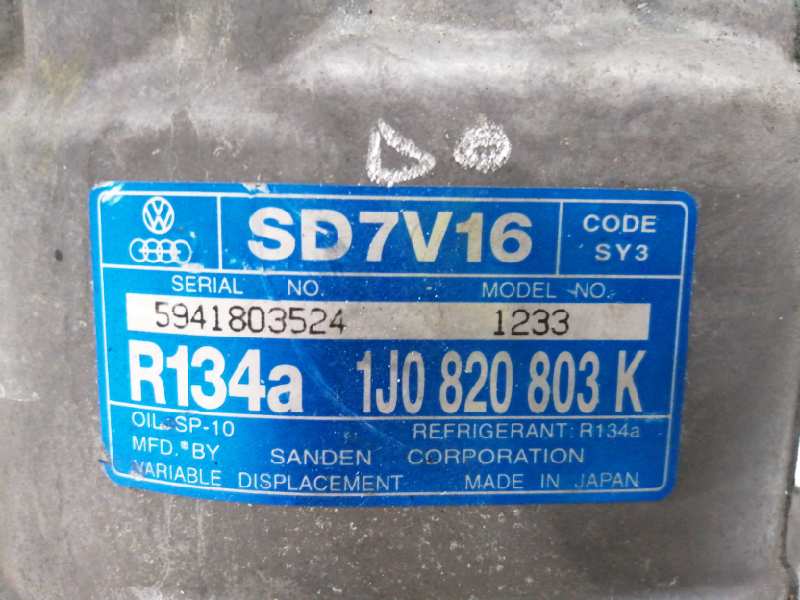 SD7V16
CODE
SY3
SERIAL NO. MODEL NO.
5941803524 1233
R134a 1J0 820 803 K
OIL:SP-10 REFRIGERANT:R134a
MFD. BY SANDEN CORPORATION
VARIABLE DISPLACEMENT MADE IN JAPAN